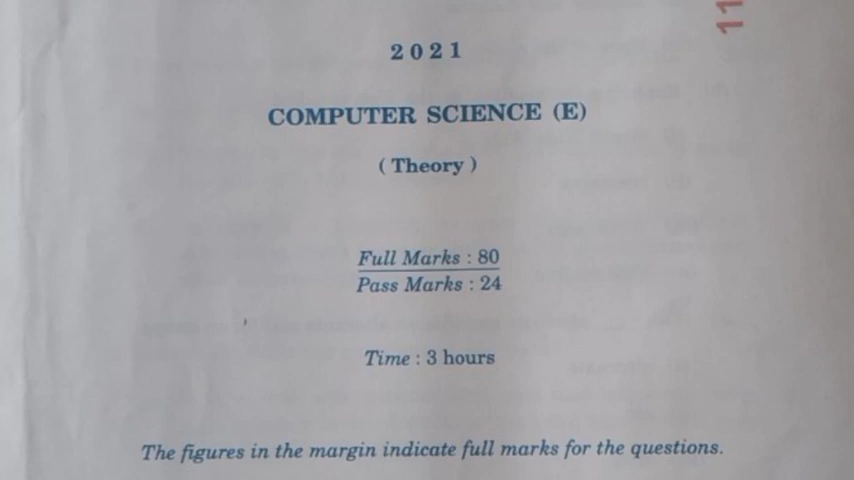 11
2021
COMPUTER SCIENCE (E)
( Theory )
Full Marks : 80
Pass Marks : 24
Time : 3 hours
The figures in the margin indicate full marks for the questions.